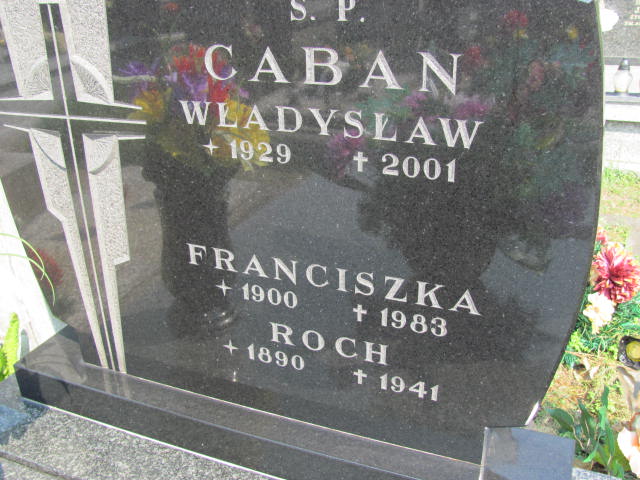 S. P.
CABAN
WŁADYSŁAW
✦ 1929 ✝ 2001
FRANCISZKA
✦ 1900 ✝ 1983
ROCH
✦ 1890 ✝ 1941